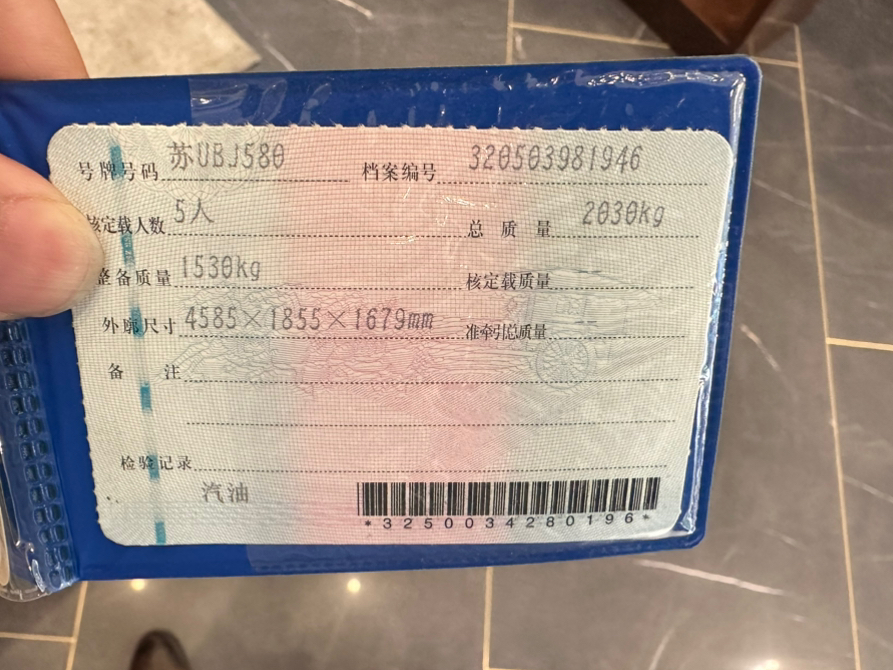 号牌号码 苏UBJ580 档案编号 320503981946
核定载人数 5人 总质量 2030kg
整备质量 1530kg 核定载质量 --
外廓尺寸 4585×1855×1679mm 准牵引总质量 --
备注
检验记录
汽油
*3250034280196*